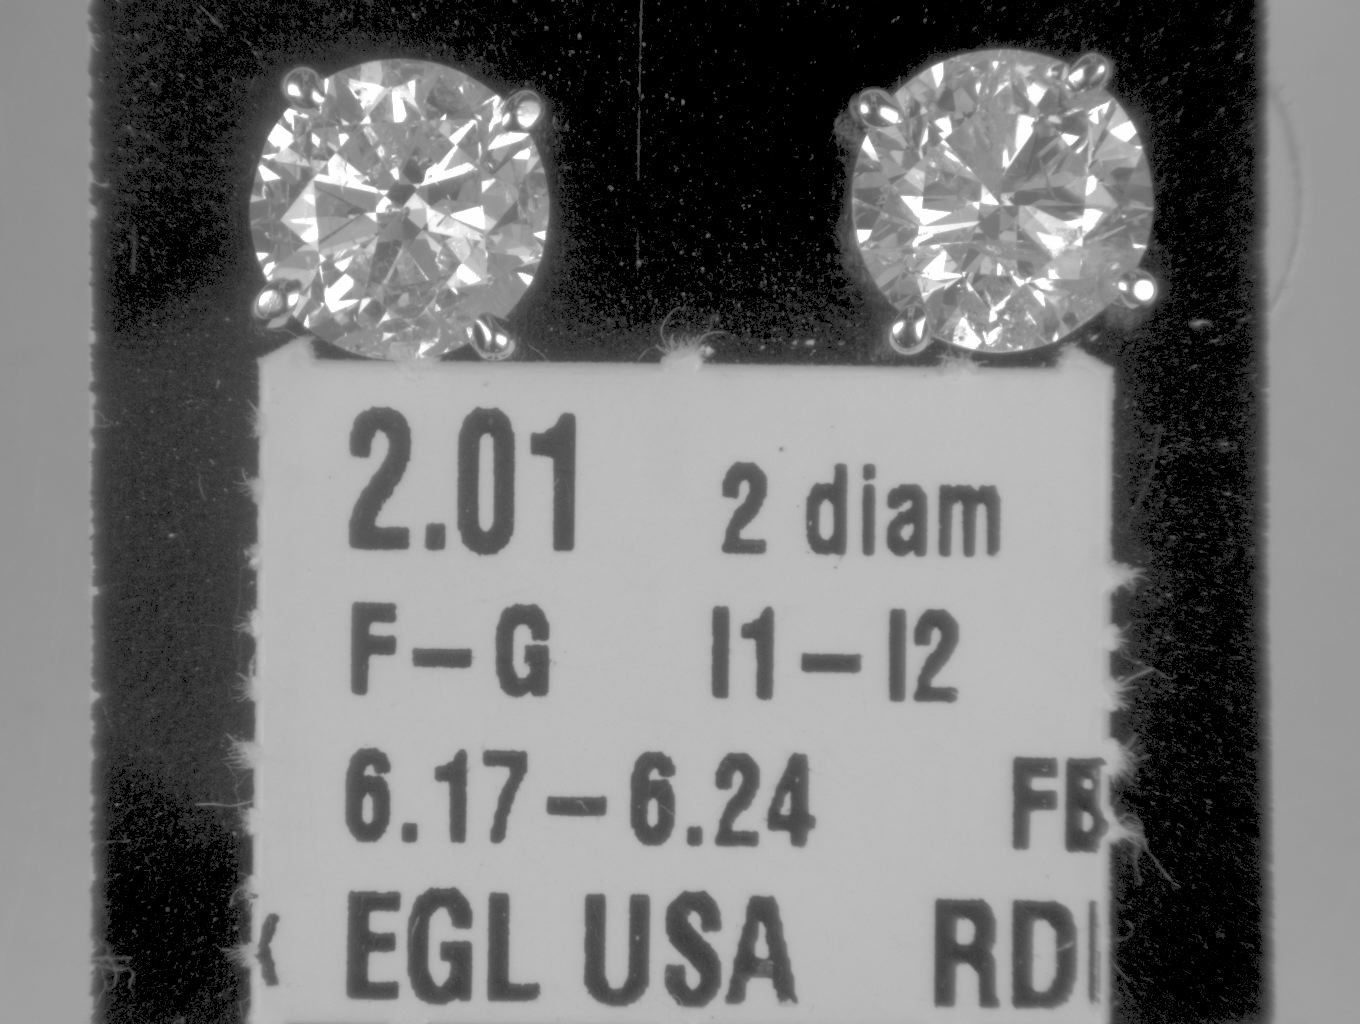 2.01 2 diam
F-G I1-I2
6.17-6.24 FB
EGL USA RD